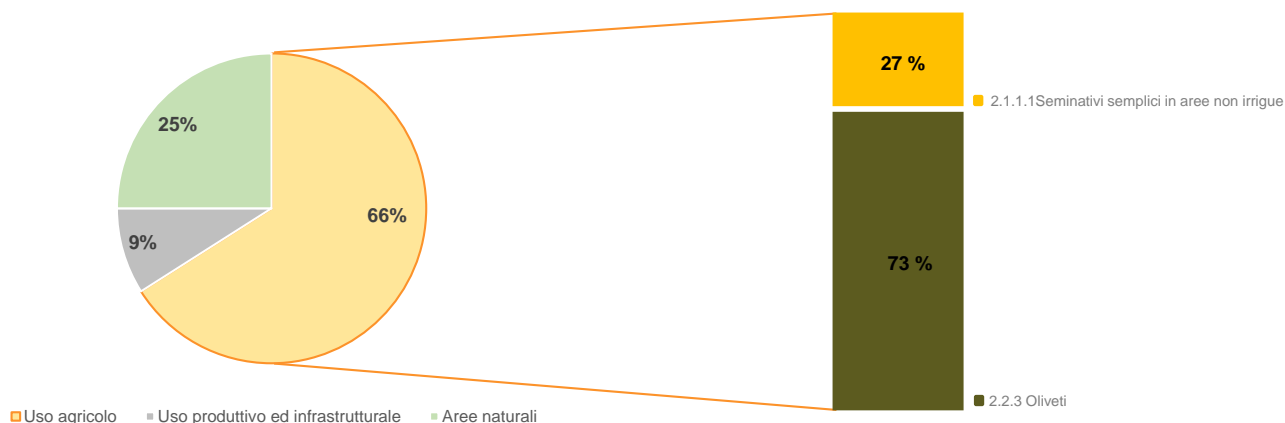 27 %
2.1.1.1Seminativi semplici in aree non irrigue
25%
66%
9%
73 %
2.2.3 Oliveti
Uso agricolo Uso produttivo ed infrastrutturale Aree naturali